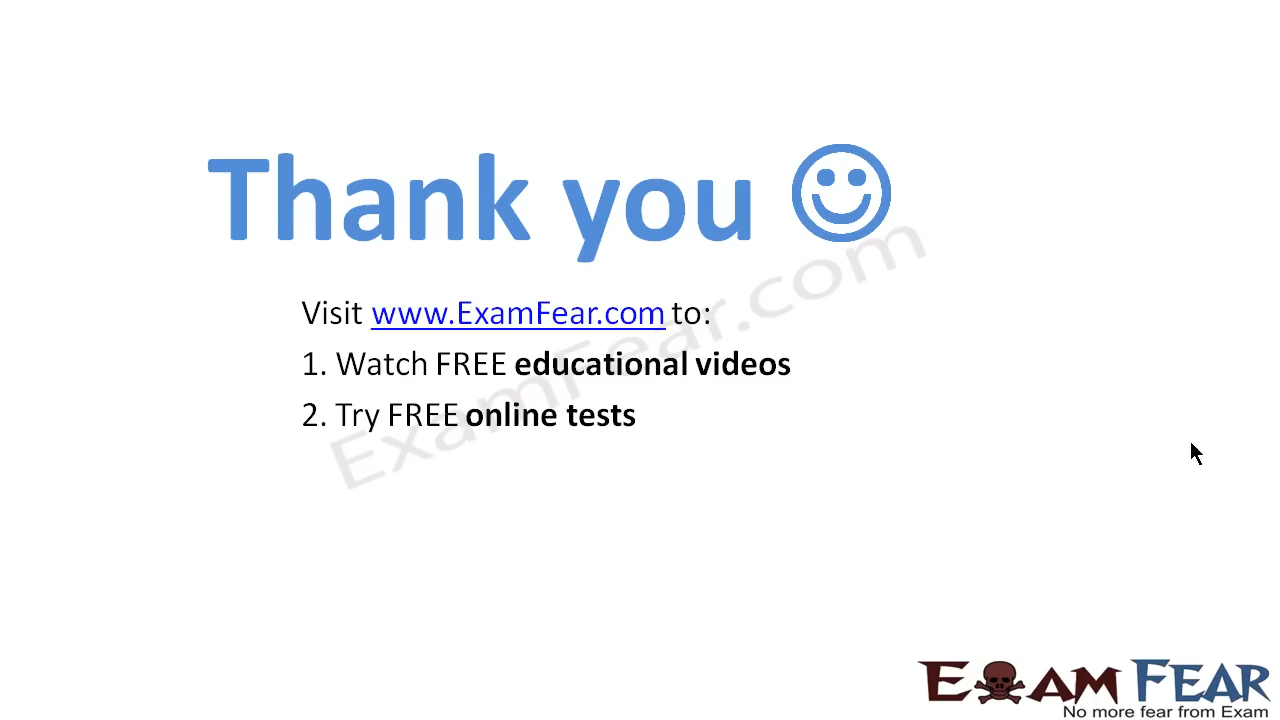 Thank you
Visit www.ExamFear.com to:
1. Watch FREE educational videos
2. Try FREE online tests
ExamFear.com
EXAM FEAR
No more fear from Exam